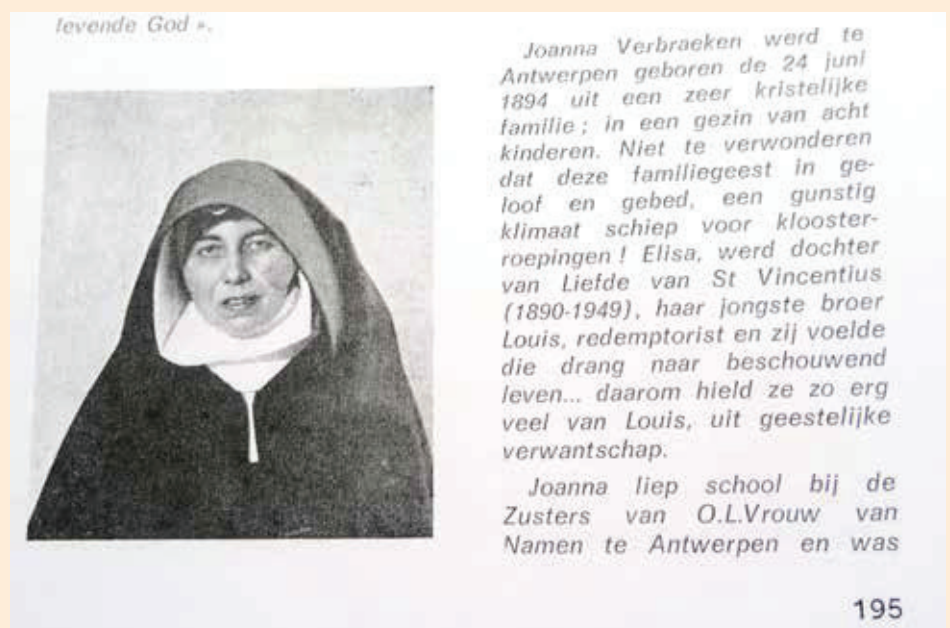 levende God ».
Joanna Verbraeken werd te
Antwerpen geboren de 24 juni
1894 uit een zeer kristelijke
familie ; in een gezin van acht
kinderen. Niet te verwonderen
dat deze familiegeest in ge-
loof en gebed, een gunstig
klimaat schiep voor klooster-
roepingen ! Elisa, werd dochter
van Liefde van St Vincentius
(1890-1949), haar jongste broer
Louis, redemptorist en zij voelde
die drang naar beschouwend
leven... daarom hield ze zo erg
veel van Louis, uit geestelijke
verwantschap.
Joanna liep school bij de
Zusters van O.L.Vrouw van
Namen te Antwerpen en was
195